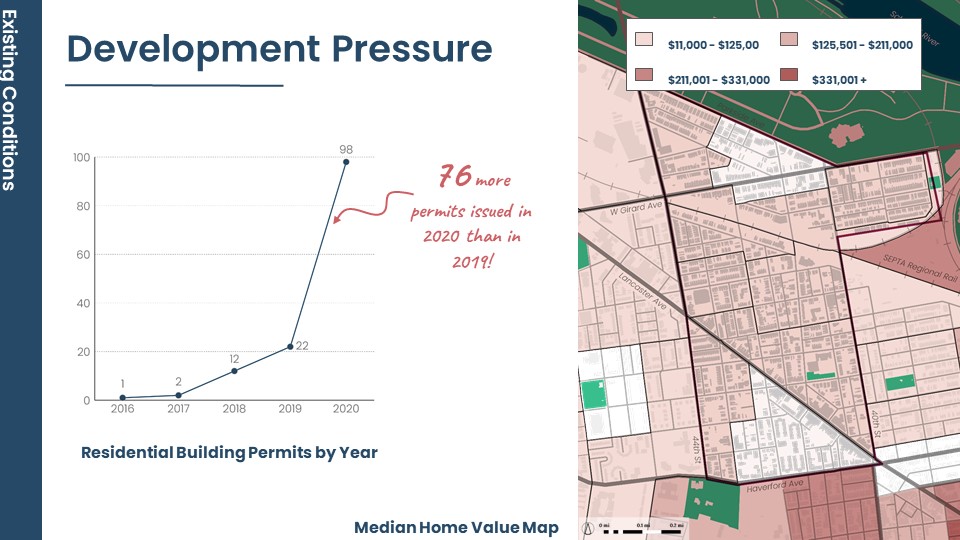 Existing Conditions
Development Pressure
100
80
60
40
20
0
1
2
12
22
98
2016 2017 2018 2019 2020
76 more
permits issued in
2020 than in
2019!
Residential Building Permits by Year
Median Home Value Map
$11,000 - $125,00
$125,501 - $211,000
$211,001 - $331,000
$331,001 +
River
W Girard Ave
SEPTA Regional Rail
Lancaster Ave
44th St
40th St
Haverford Ave
0 mi 0.1 mi 0.2 mi